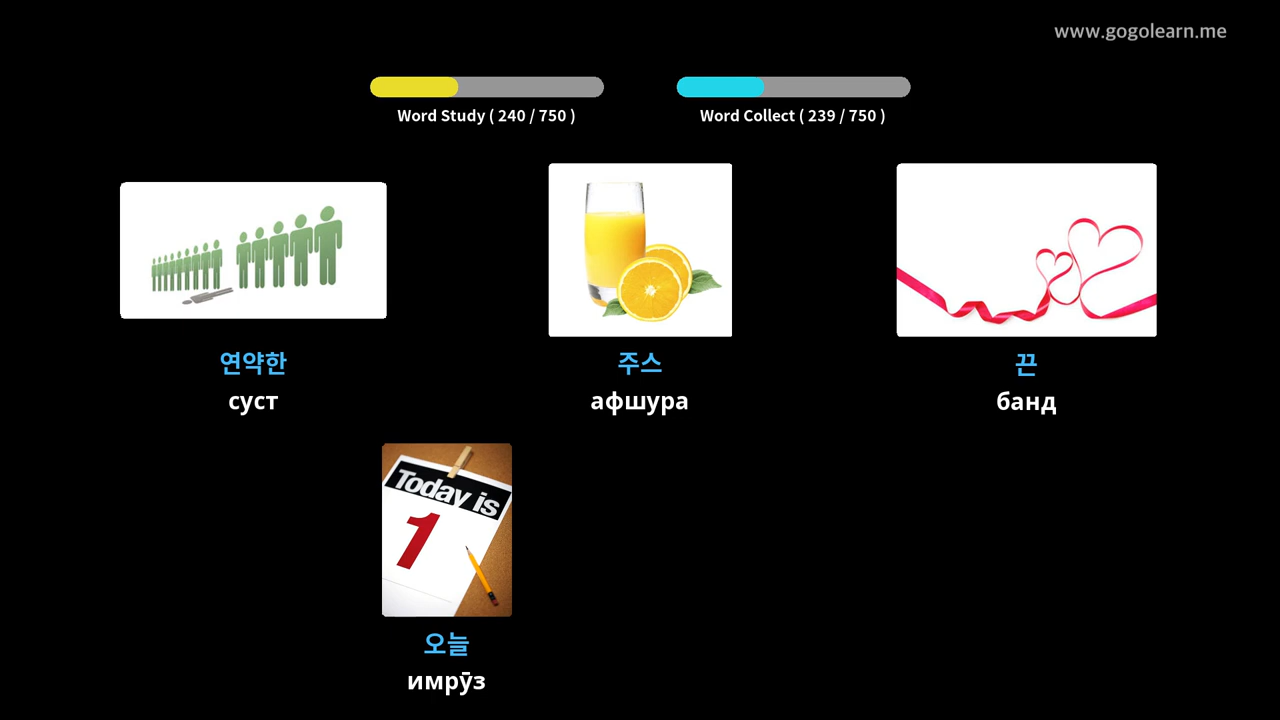 www.gogolearn.me
Word Study ( 240 / 750 )
Word Collect ( 239 / 750 )
연약한
суст
주스
афшура
끈
банд
Today is
1
오늘
имрӯз